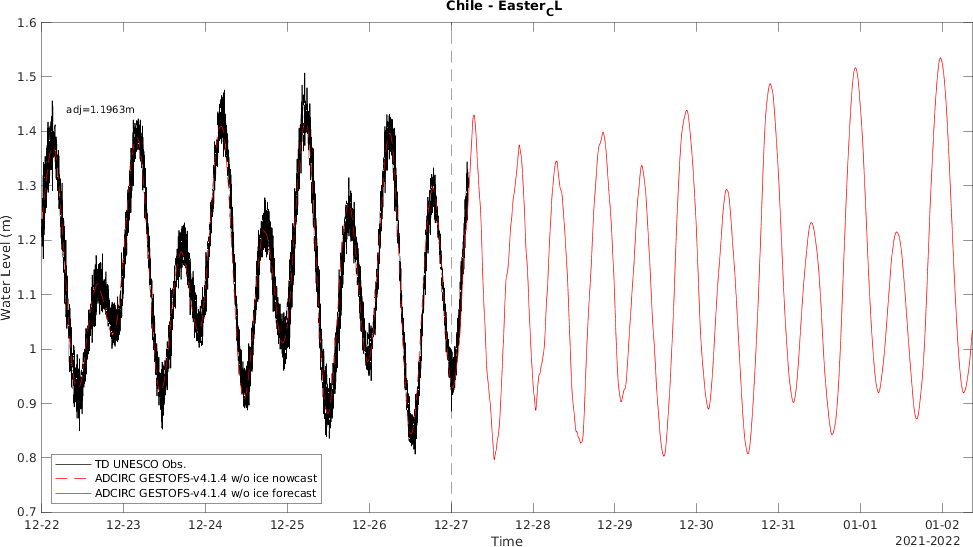 Chile - Easter_CL
1.6
1.5
1.4
1.3
1.2
1.1
1
0.9
0.8
0.7
Water Level (m)
adj=1.1963m
TD UNESCO Obs.
ADCIRC GESTOFS-v4.1.4 w/o ice nowcast
ADCIRC GESTOFS-v4.1.4 w/o ice forecast
12-22 12-23 12-24 12-25 12-26 12-27 12-28 12-29 12-30 12-31 01-01 01-02
Time
2021-2022